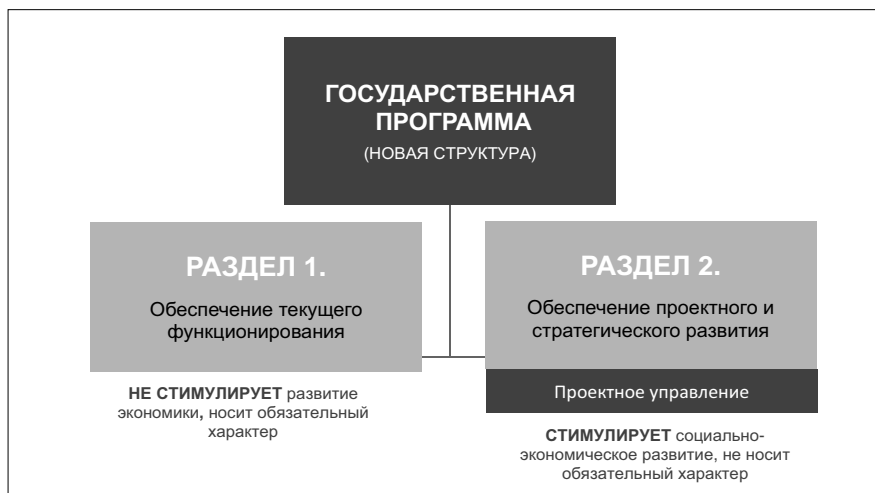 ГОСУДАРСТВЕННАЯ
ПРОГРАММА
(НОВАЯ СТРУКТУРА)
РАЗДЕЛ 1.
Обеспечение текущего
функционирования
НЕ СТИМУЛИРУЕТ развитие
экономики, носит обязательный
характер
РАЗДЕЛ 2.
Обеспечение проектного и
стратегического развития
Проектное управление
СТИМУЛИРУЕТ социально-
экономическое развитие, не носит
обязательный характер